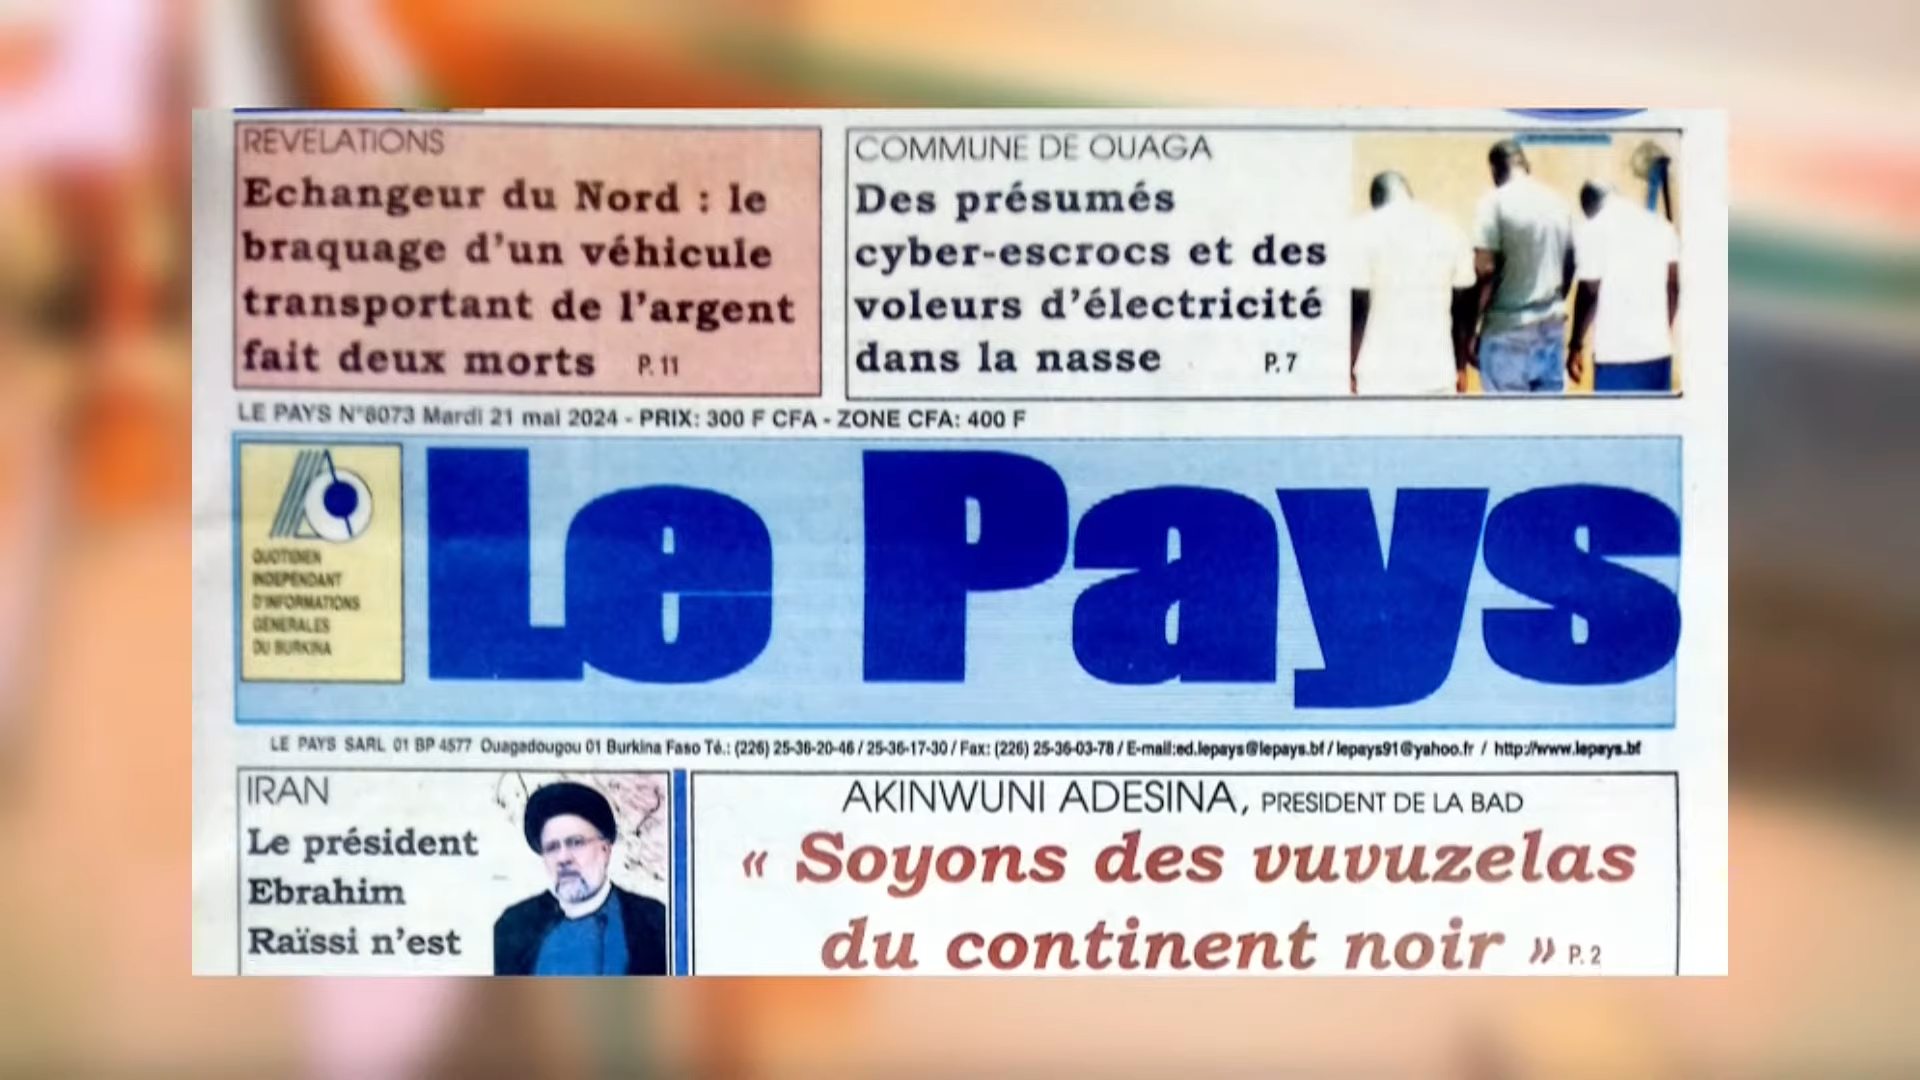 REVELATIONS
Echangeur du Nord : le
braquage d'un véhicule
transportant de l'argent
fait deux morts P. 11
COMMUNE DE OUAGA
Des présumés
cyber-escrocs et des
voleurs d'électricité
dans la nasse P. 7
LE PAYS N°8073 Mardi 21 mai 2024 - PRIX: 300 F CFA - ZONE CFA: 400 F
QUOTIDIEN
INDEPENDANT
D'INFORMATIONS
GENERALES
DU BURKINA
Le Pays
LE PAYS SARL 01 BP 4577 Ouagadougou 01 Burkina Faso Té.: (226) 25-36-20-46 / 25-36-17-30 / Fax: (226) 25-36-03-78 / E-mail:ed.lepays@lepays.bf / lepays91@yahoo.fr / http://www.lepays.bf
IRAN
Le président
Ebrahim
Raïssi n'est
AKINWUNI ADESINA, PRESIDENT DE LA BAD
« Soyons des vuvuzelas
du continent noir » P. 2